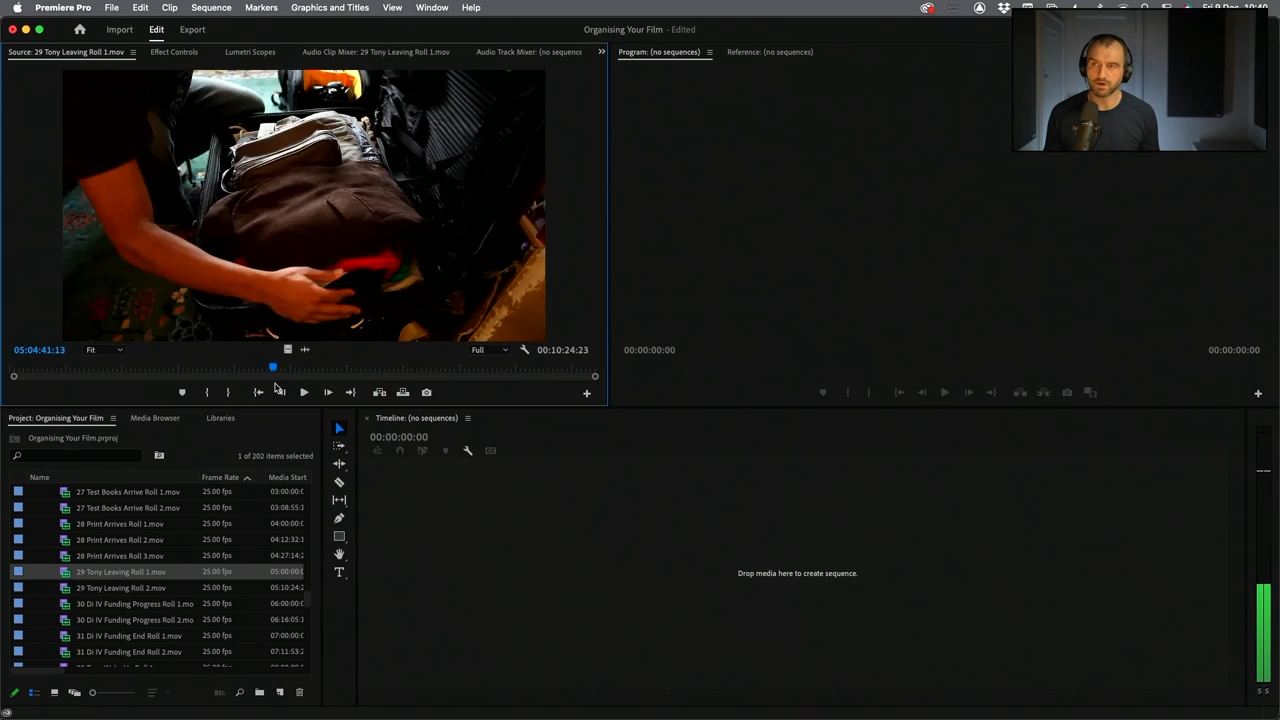 Premiere Pro File Edit Clip Sequence Markers Graphics and Titles View Window Help
Import Edit Export Organising Your Film - Edited
Source: 29 Tony Leaving Roll 1.mov Effect Controls Lumetri Scopes Audio Clip Mixer: 29 Tony Leaving Roll 1.mov Audio Track Mixer: (no sequence Program: (no sequences) Reference: (no sequences)
05:04:41:13 Fit Full 00:10:24:23 00:00:00:00 00:00:00:00
Project: Organising Your Film Media Browser Libraries Timeline: (no sequences)
Organising Your Film.prproj 00:00:00:00
1 of 202 items selected
Name Frame Rate Media Start
27 Test Books Arrive Roll 1.mov 25.00 fps 03:00:00:0
27 Test Books Arrive Roll 2.mov 25.00 fps 03:08:55:1
28 Print Arrives Roll 1.mov 25.00 fps 04:00:00:0
28 Print Arrives Roll 2.mov 25.00 fps 04:12:32:1
28 Print Arrives Roll 3.mov 25.00 fps 04:27:14:2
29 Tony Leaving Roll 1.mov 25.00 fps 05:00:00:0
Drop media here to create sequence.
29 Tony Leaving Roll 2.mov 25.00 fps 05:10:24:2
30 Di IV Funding Progress Roll 1.mo 25.00 fps 06:00:00:0
30 Di IV Funding Progress Roll 2.mo 25.00 fps 06:16:05:1
31 Di IV Funding End Roll 1.mov 25.00 fps 07:00:00:0
31 Di IV Funding End Roll 2.mov 25.00 fps 07:11:53:2
S S